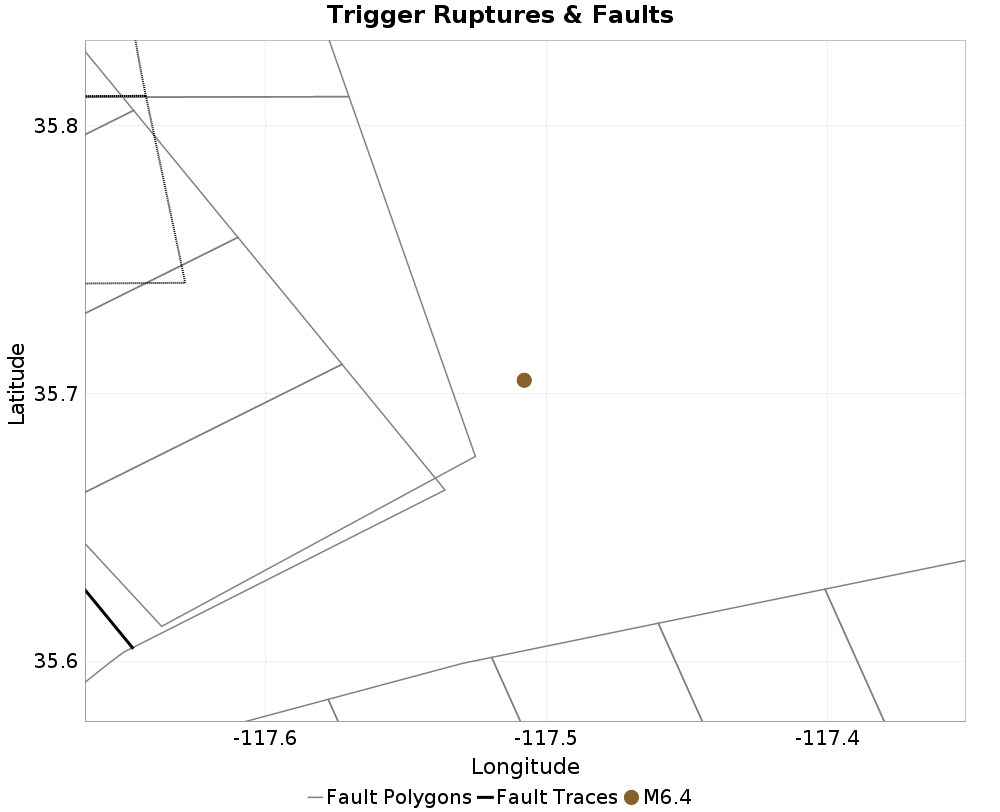 Trigger Ruptures & Faults
Latitude
35.8
35.7
35.6
-117.6
-117.5
-117.4
Longitude
Fault Polygons
Fault Traces
M6.4